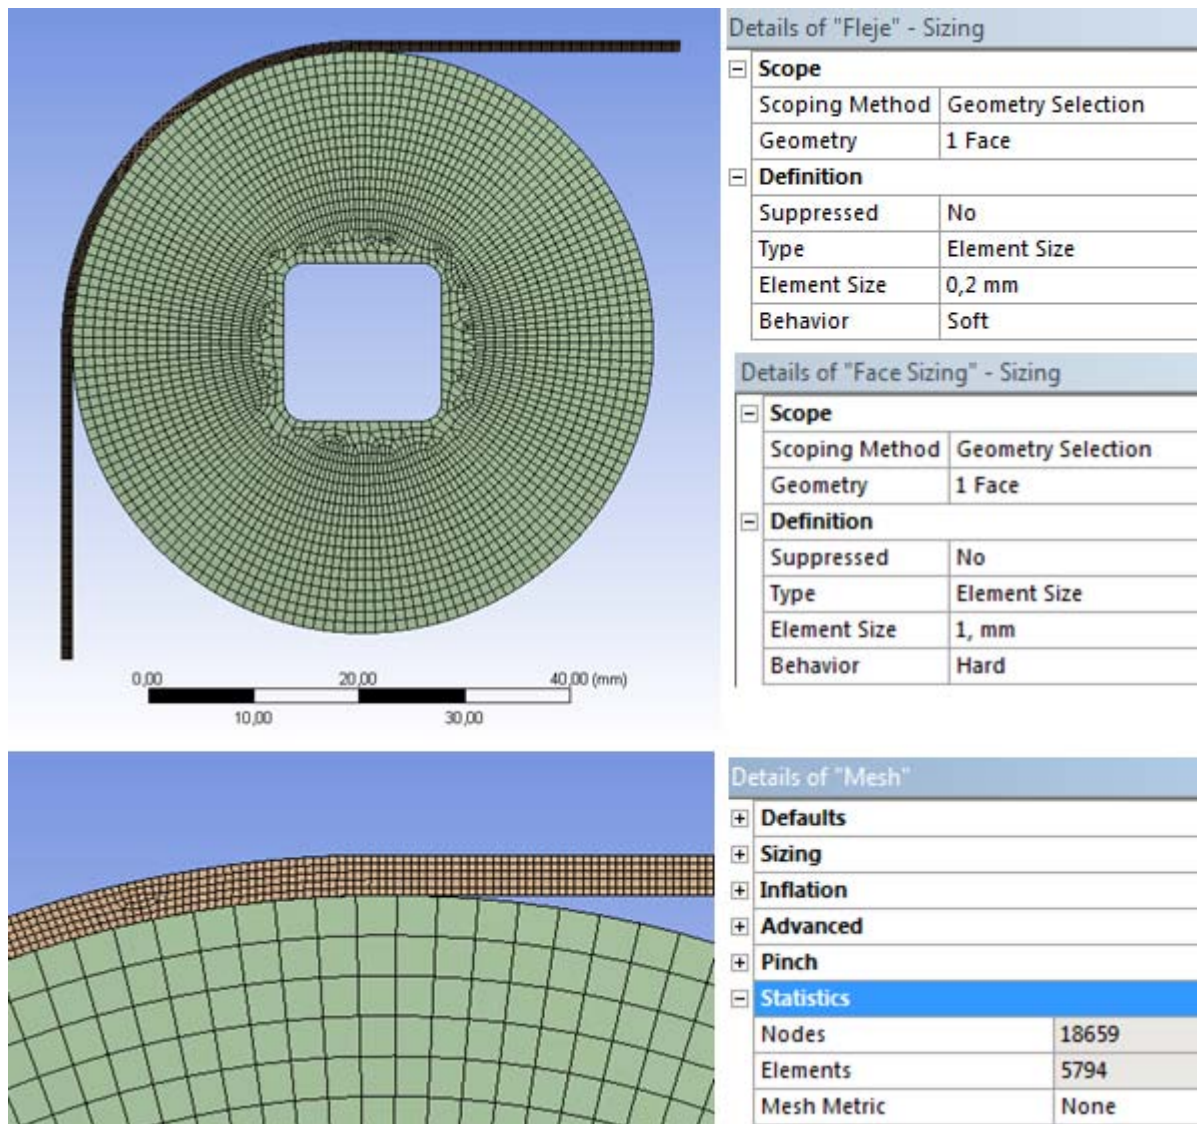 Details of "Fleje" - Sizing
Scope
Scoping Method Geometry Selection
Geometry 1 Face
Definition
Suppressed No
Type Element Size
Element Size 0,2 mm
Behavior Soft
Details of "Face Sizing" - Sizing
Scope
Scoping Method Geometry Selection
Geometry 1 Face
Definition
Suppressed No
Type Element Size
Element Size 1, mm
Behavior Hard
0,00 20,00 40,00 (mm)
10,00 30,00
Details of "Mesh"
Defaults
Sizing
Inflation
Advanced
Pinch
Statistics
Nodes 18659
Elements 5794
Mesh Metric None